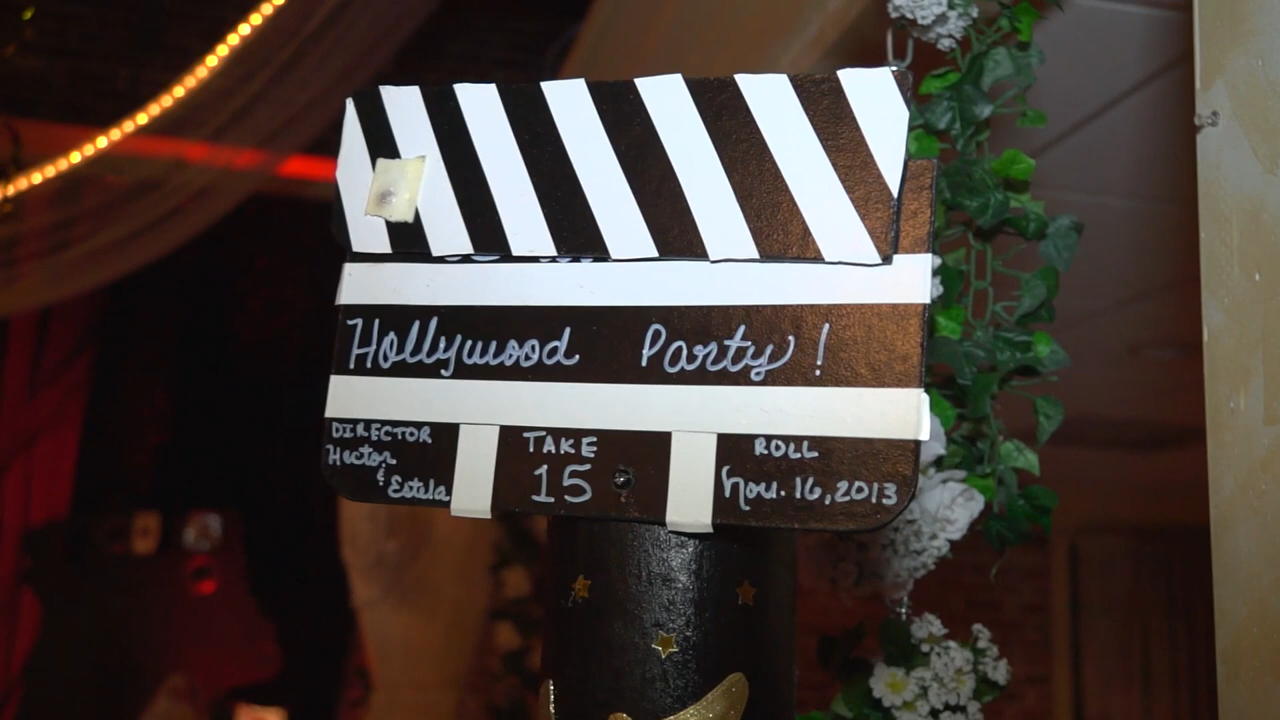 Hollywood Party!
DIRECTOR
Hector
&
Estela
TAKE
15
ROLL
Nov. 16, 2013